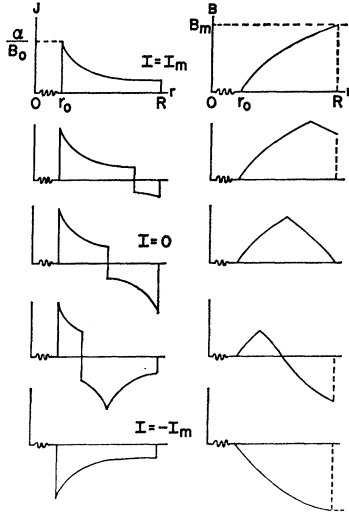 J
α/B₀
I = Iₘ
O r₀ R r
B
Bₘ
O r₀ R r
I = 0
I = -Iₘ